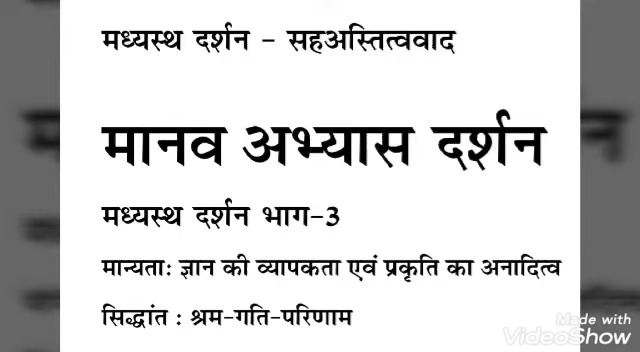 मध्यस्थ दर्शन - सहअस्तित्ववाद
मानव अभ्यास दर्शन
मध्यस्थ दर्शन भाग-3
मान्यताः ज्ञान की व्यापकता एवं प्रकृति का अनादित्व
सिद्धांत : श्रम-गति-परिणाम
Made with
VideoShow